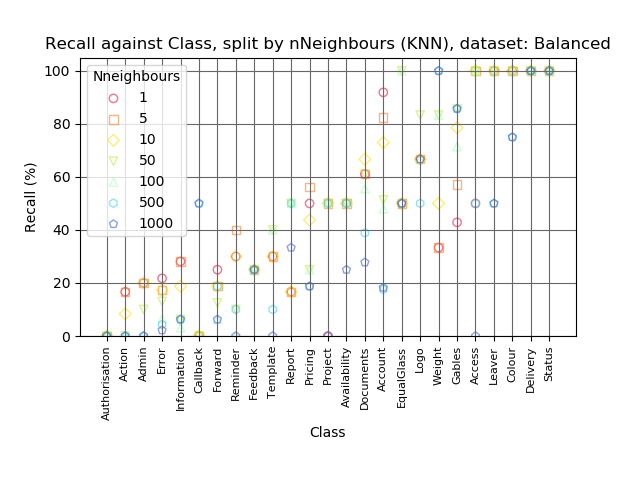 Recall against Class, split by nNeighbours (KNN), dataset: Balanced
Recall (%)
100
80
60
40
20
0
Nneighbours
1
5
10
50
100
500
1000
Authorisation
Action
Admin
Error
Information
Callback
Forward
Reminder
Feedback
Template
Report
Pricing
Project
Availability
Documents
Account
EqualGlass
Logo
Weight
Gables
Access
Leaver
Colour
Delivery
Status
Class